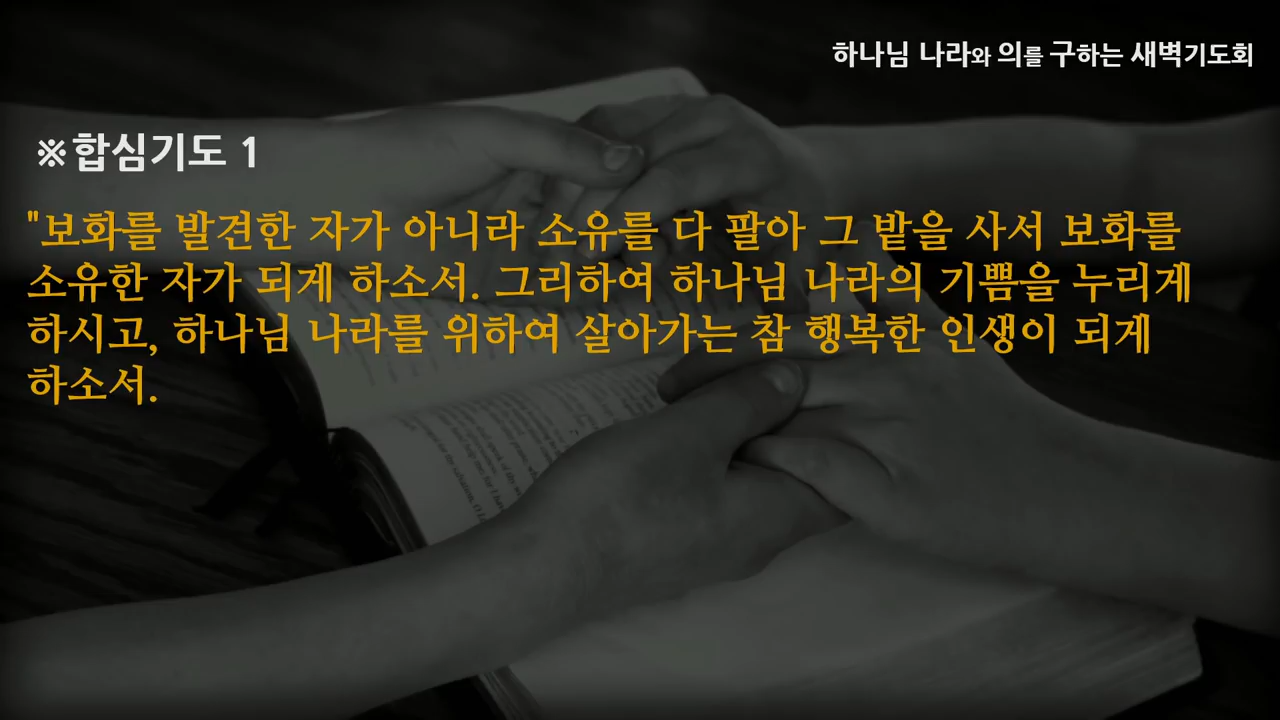 하나님 나라와 의를 구하는 새벽기도회
※합심기도 1
"보화를 발견한 자가 아니라 소유를 다 팔아 그 밭을 사서 보화를
소유한 자가 되게 하소서. 그리하여 하나님 나라의 기쁨을 누리게
하시고, 하나님 나라를 위하여 살아가는 참 행복한 인생이 되게
하소서.